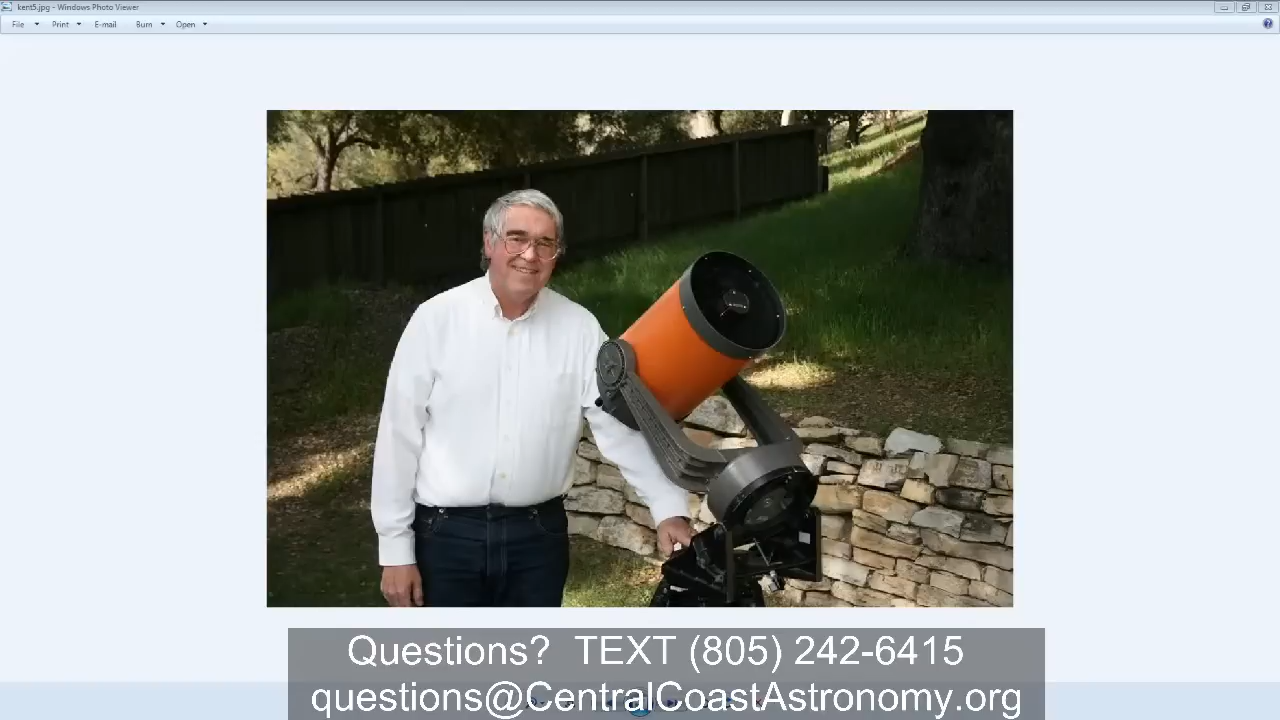 kent5.jpg - Windows Photo Viewer
File Print E-mail Burn Open
Questions? TEXT (805) 242-6415
questions@CentralCoastAstronomy.org